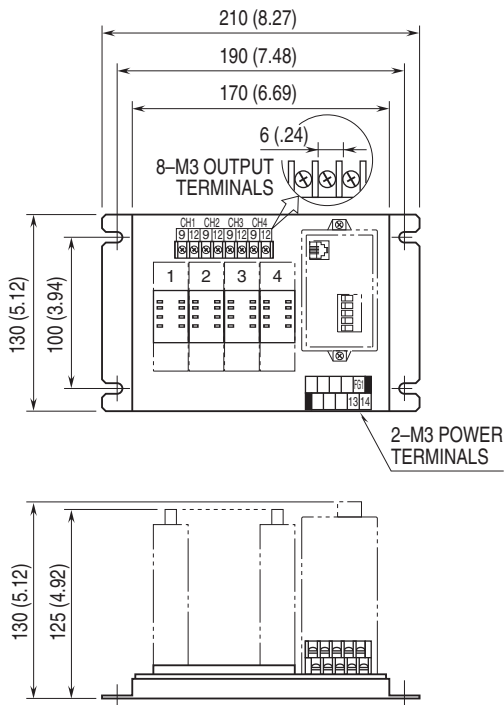 210 (8.27)
190 (7.48)
170 (6.69)
6 (.24)
8–M3 OUTPUT
TERMINALS
CH1 CH2 CH3 CH4
9 12 9 12 9 12 9 12
1 2 3 4
130 (5.12)
100 (3.94)
FG1
13 14
2–M3 POWER
TERMINALS
130 (5.12)
125 (4.92)